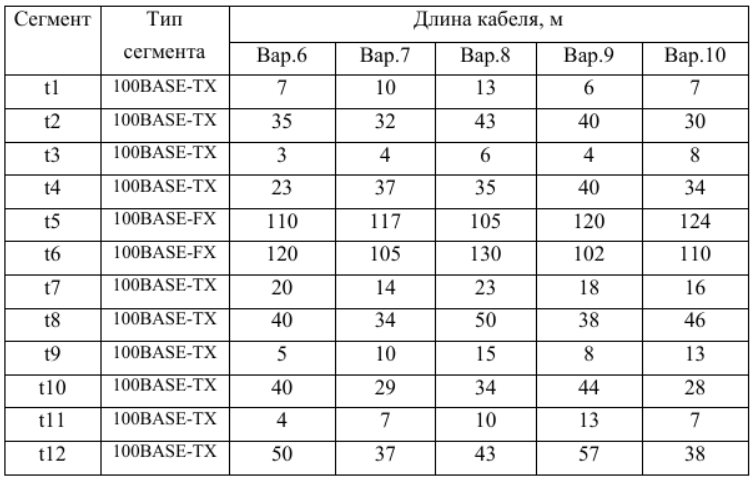 Сегмент Тип сегмента Длина кабеля, м
Вар.6 Вар.7 Вар.8 Вар.9 Вар.10
t1 100BASE-TX 7 10 13 6 7
t2 100BASE-TX 35 32 43 40 30
t3 100BASE-TX 3 4 6 4 8
t4 100BASE-TX 23 37 35 40 34
t5 100BASE-FX 110 117 105 120 124
t6 100BASE-FX 120 105 130 102 110
t7 100BASE-TX 20 14 23 18 16
t8 100BASE-TX 40 34 50 38 46
t9 100BASE-TX 5 10 15 8 13
t10 100BASE-TX 40 29 34 44 28
t11 100BASE-TX 4 7 10 13 7
t12 100BASE-TX 50 37 43 57 38